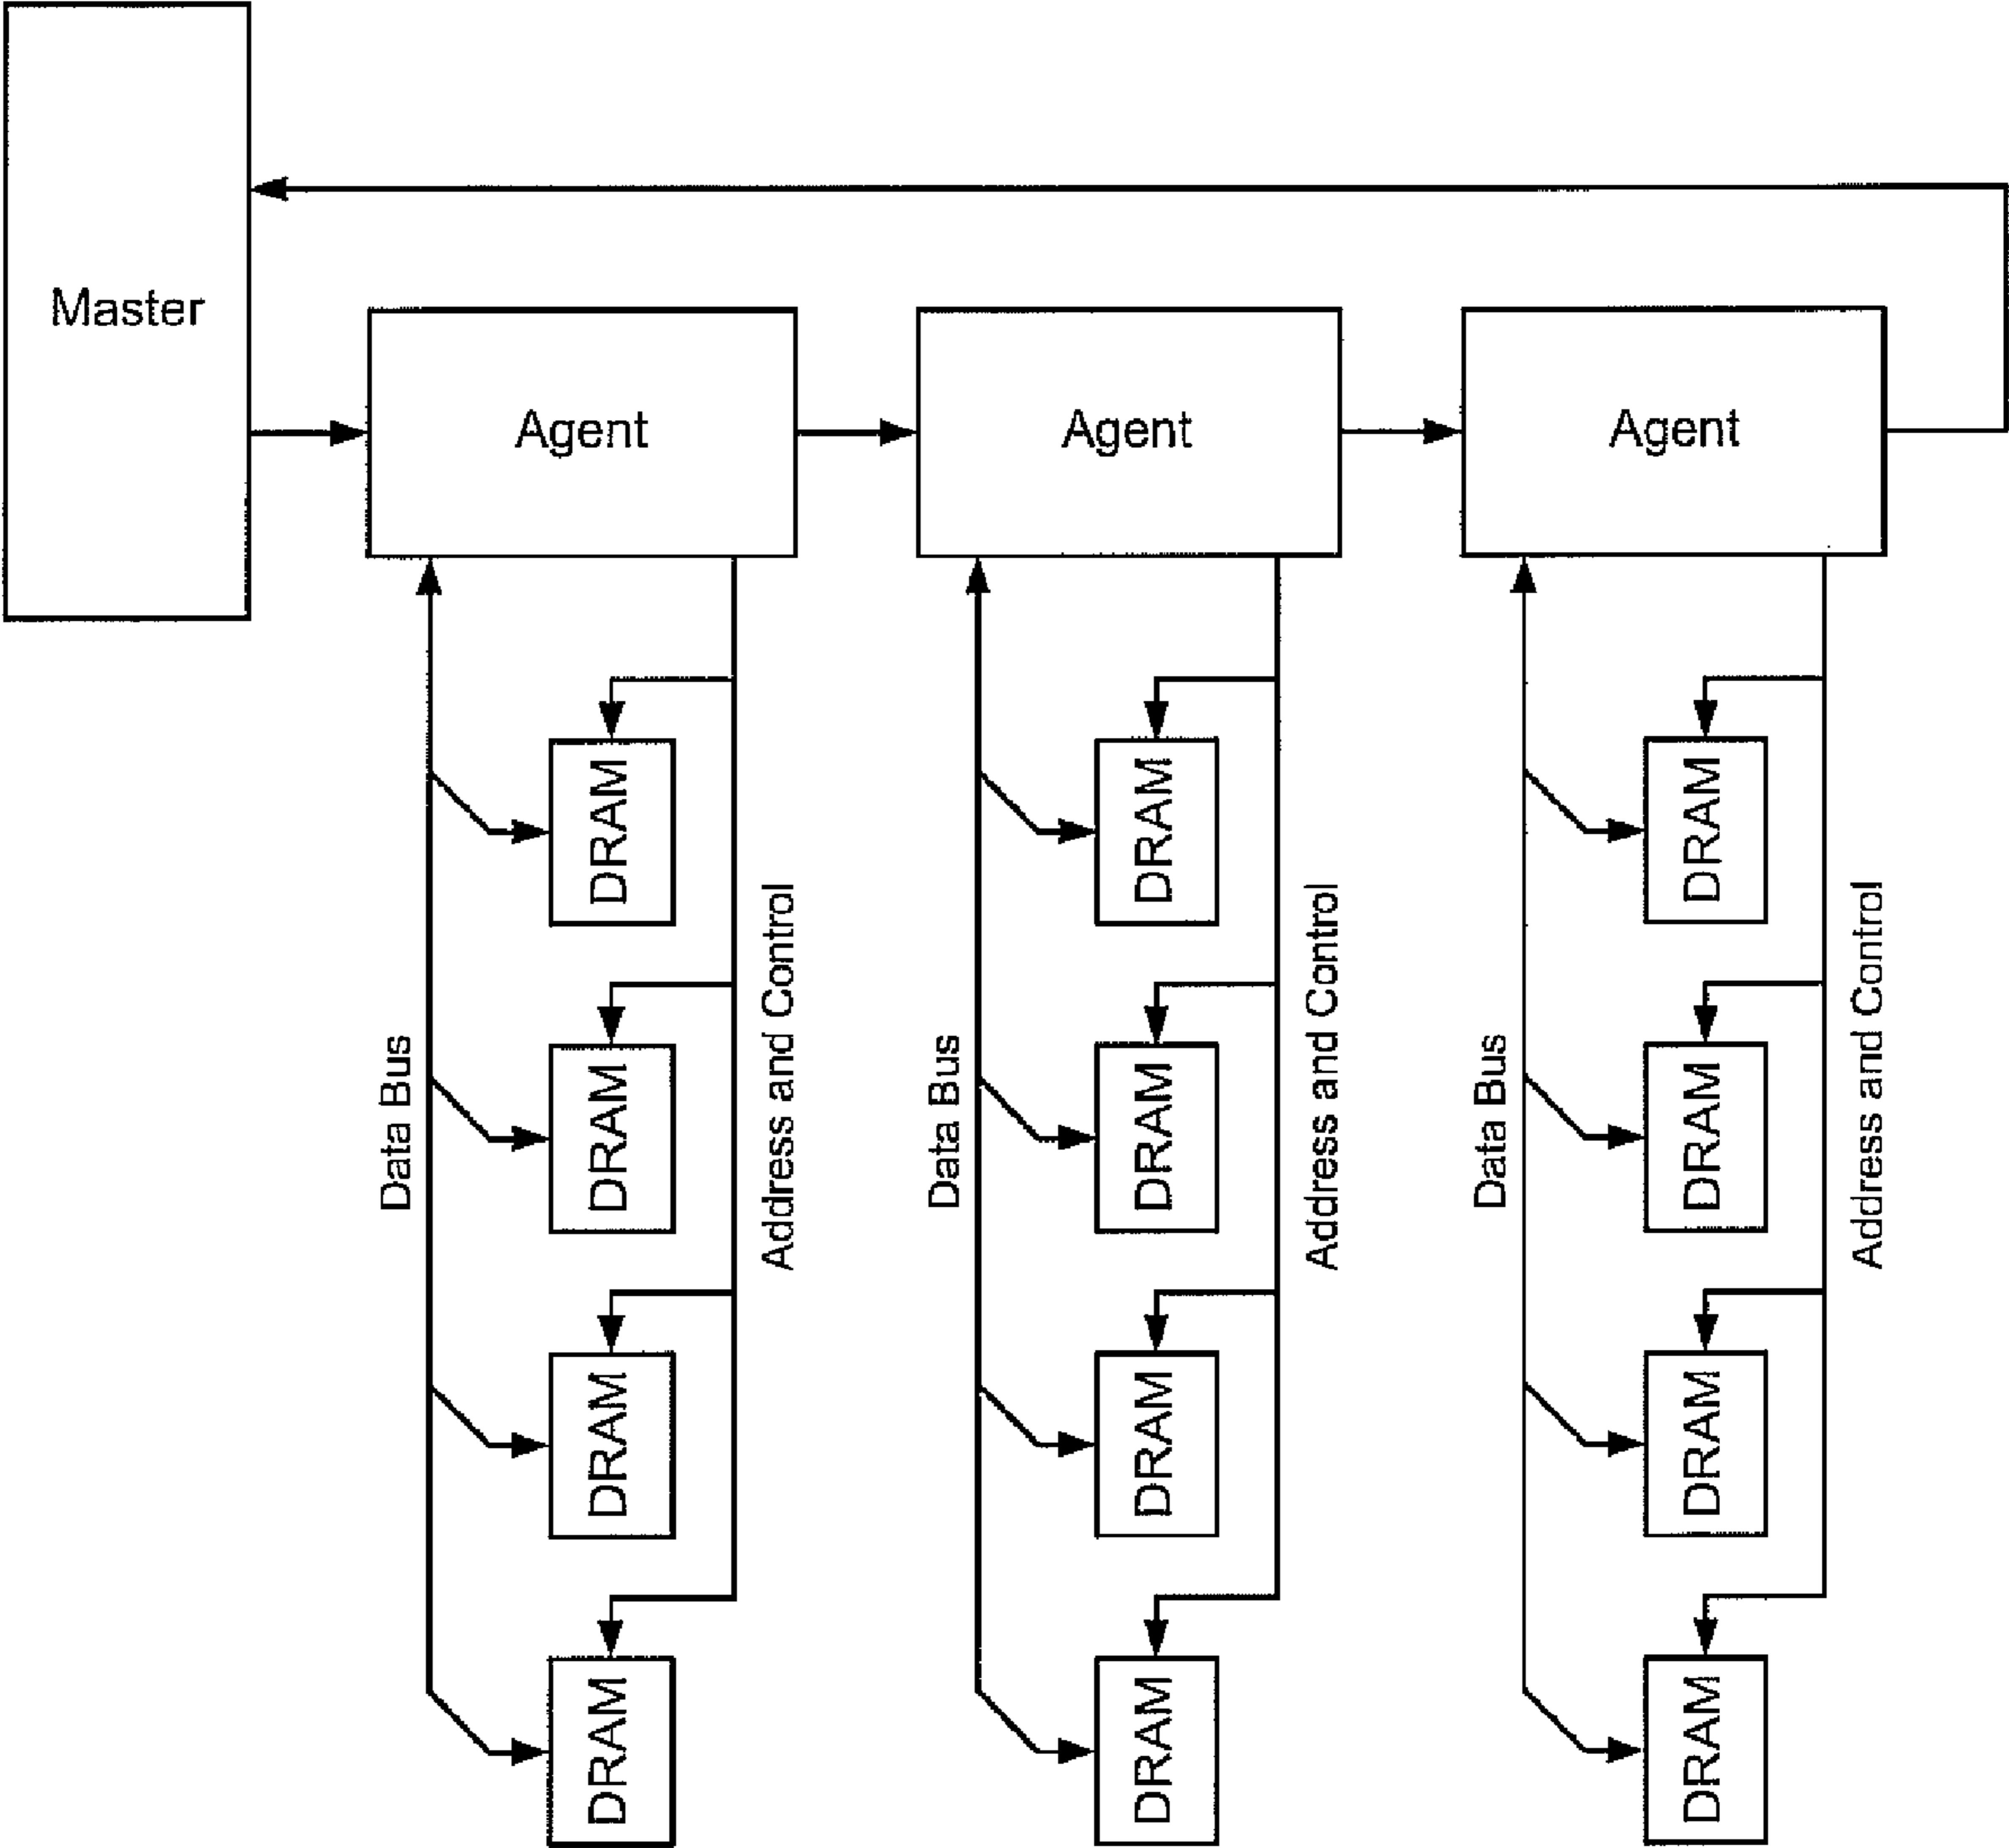 Master
Agent
Agent
Agent
Data Bus
DRAM
DRAM
DRAM
DRAM
Address and Control
Data Bus
DRAM
DRAM
DRAM
DRAM
Address and Control
Data Bus
DRAM
DRAM
DRAM
DRAM
Address and Control